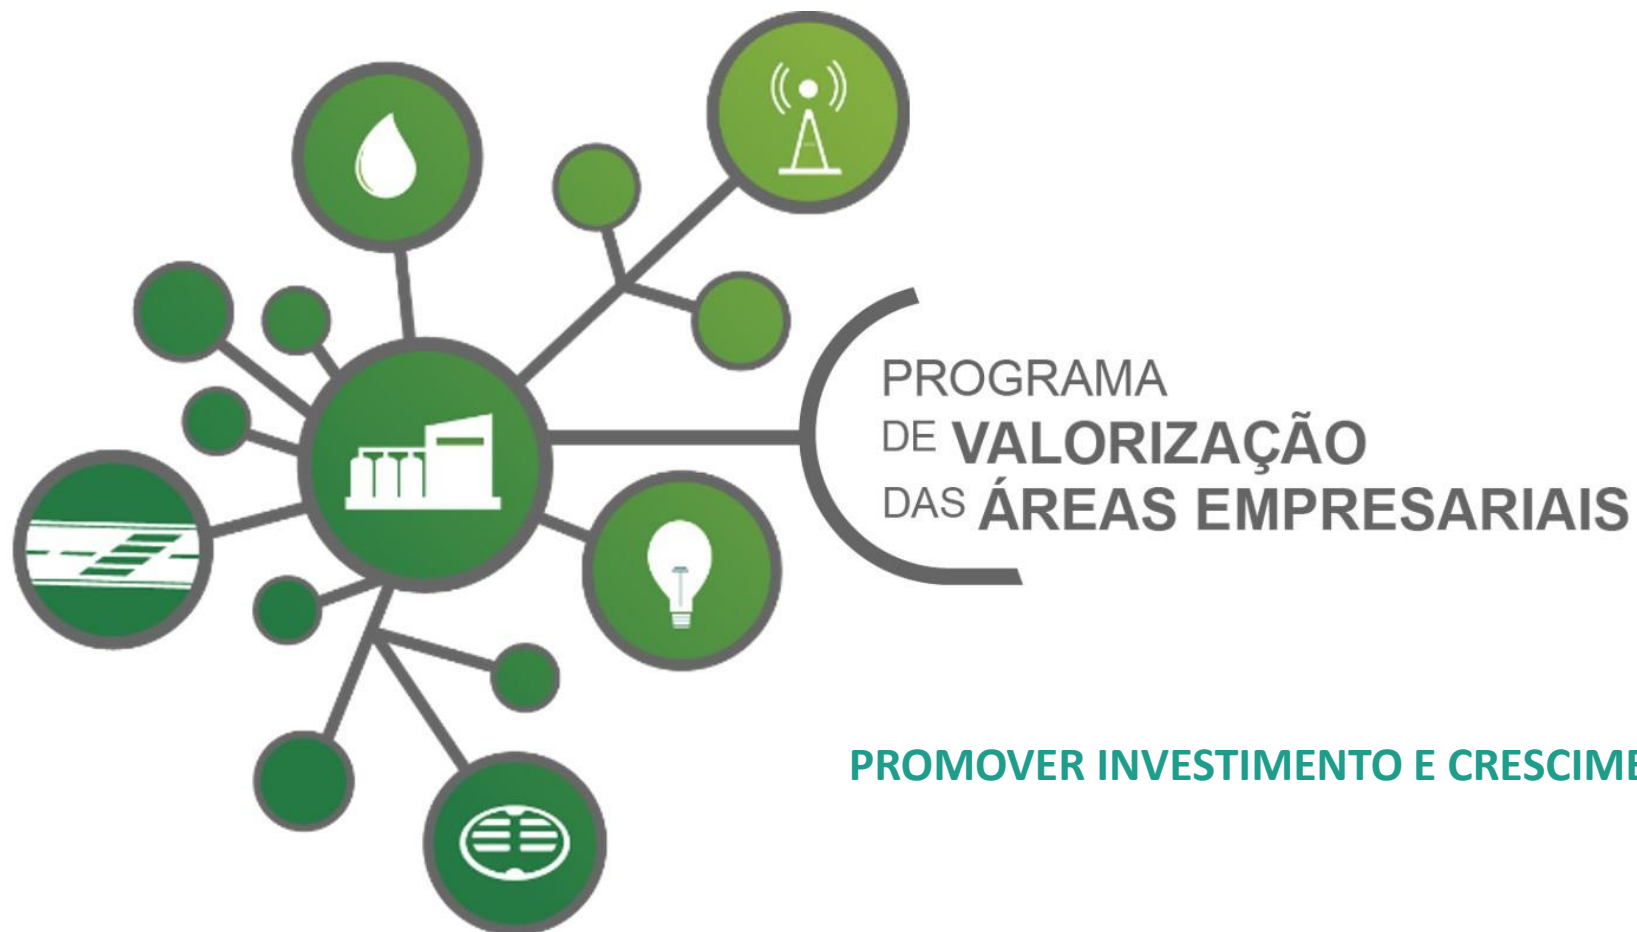 PROGRAMA
DE VALORIZAÇÃO
DAS ÁREAS EMPRESARIAIS
PROMOVER INVESTIMENTO E